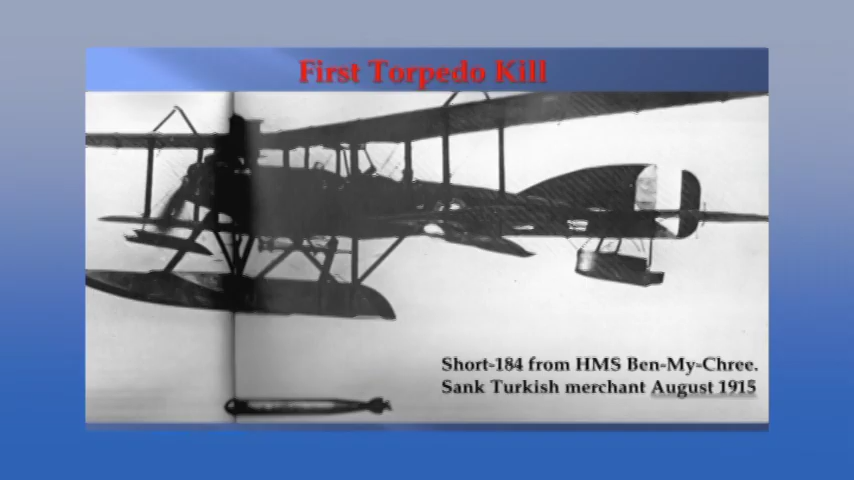 First Torpedo Kill
Short-184 from HMS Ben-My-Chree.
Sank Turkish merchant August 1915